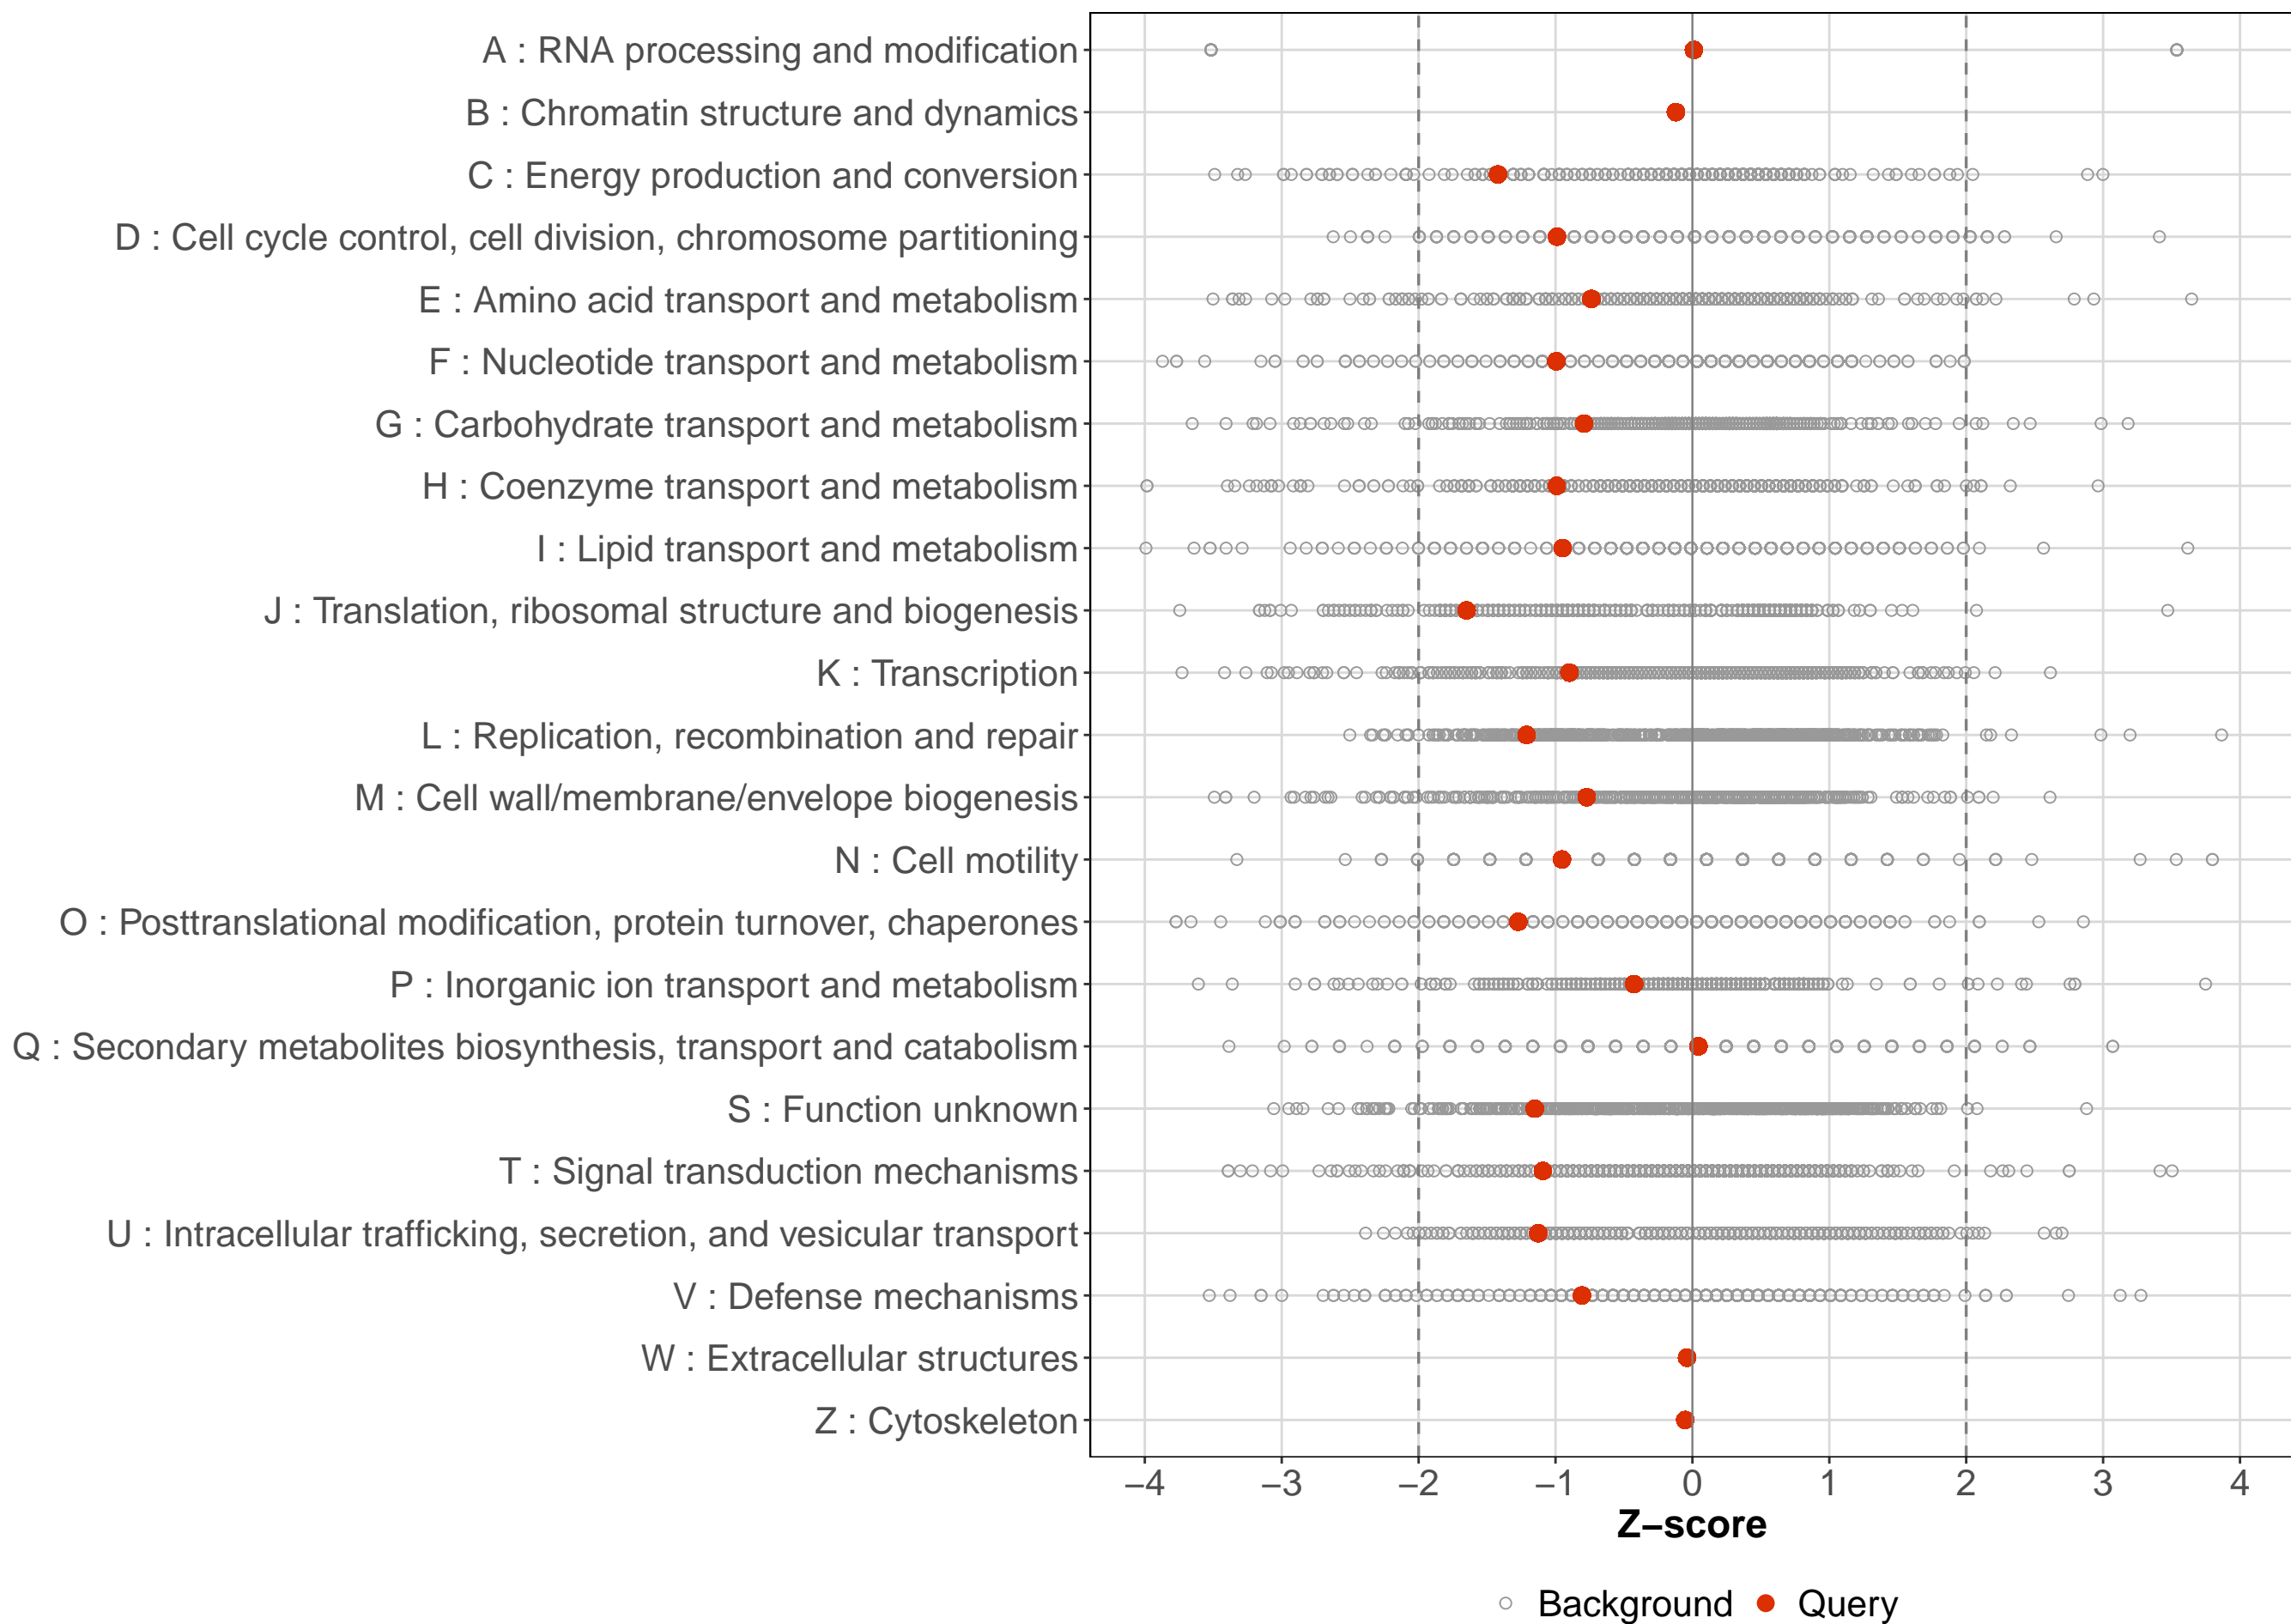 A : RNA processing and modification
B : Chromatin structure and dynamics
C : Energy production and conversion
D : Cell cycle control, cell division, chromosome partitioning
E : Amino acid transport and metabolism
F : Nucleotide transport and metabolism
G : Carbohydrate transport and metabolism
H : Coenzyme transport and metabolism
I : Lipid transport and metabolism
J : Translation, ribosomal structure and biogenesis
K : Transcription
L : Replication, recombination and repair
M : Cell wall/membrane/envelope biogenesis
N : Cell motility
O : Posttranslational modification, protein turnover, chaperones
P : Inorganic ion transport and metabolism
Q : Secondary metabolites biosynthesis, transport and catabolism
S : Function unknown
T : Signal transduction mechanisms
U : Intracellular trafficking, secretion, and vesicular transport
V : Defense mechanisms
W : Extracellular structures
Z : Cytoskeleton
−4 −3 −2 −1 0 1 2 3 4
Z−score
Background Query